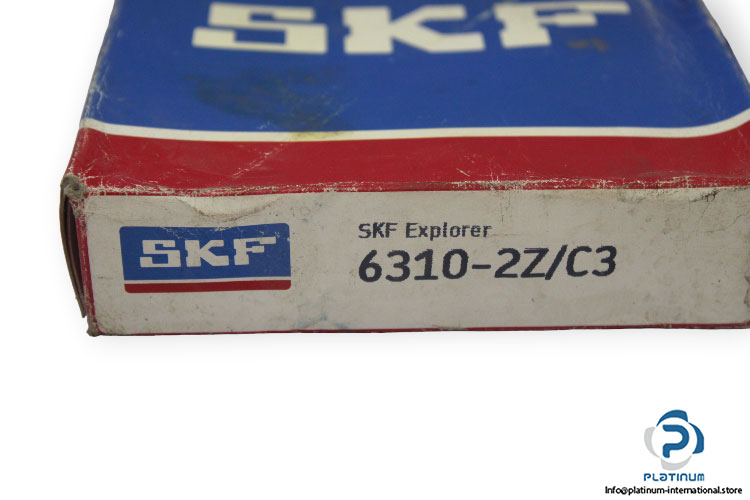 SKF
SKF
SKF Explorer
6310-2Z/C3
PLATINUM
Info@platinum-international.store